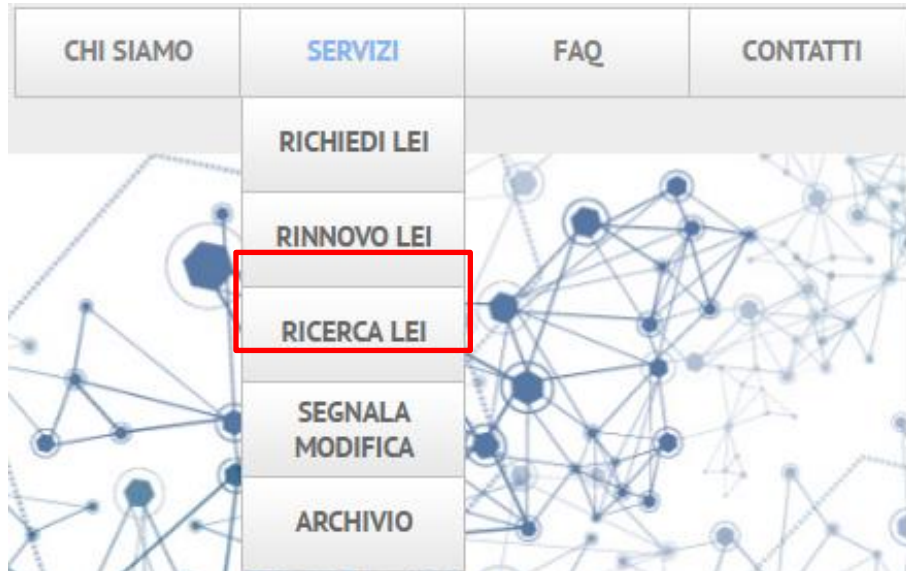 CHI SIAMO SERVIZI FAQ CONTATTI
RICHIEDI LEI
RINNOVO LEI
RICERCA LEI
SEGNALA
MODIFICA
ARCHIVIO